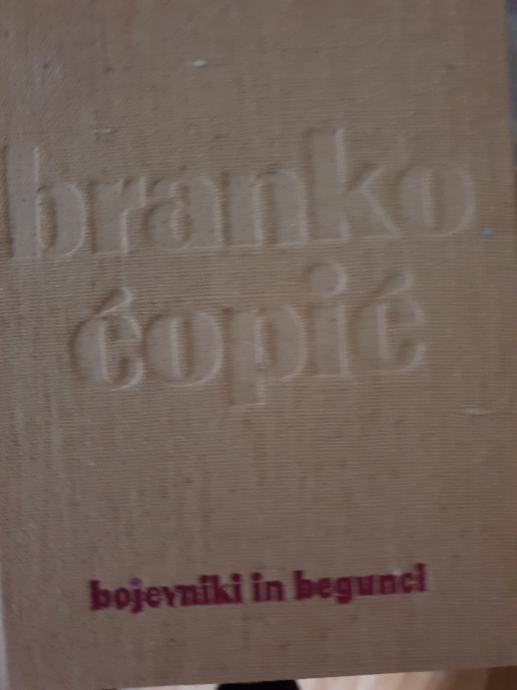 branko
ćopić
bojevniki in begunci